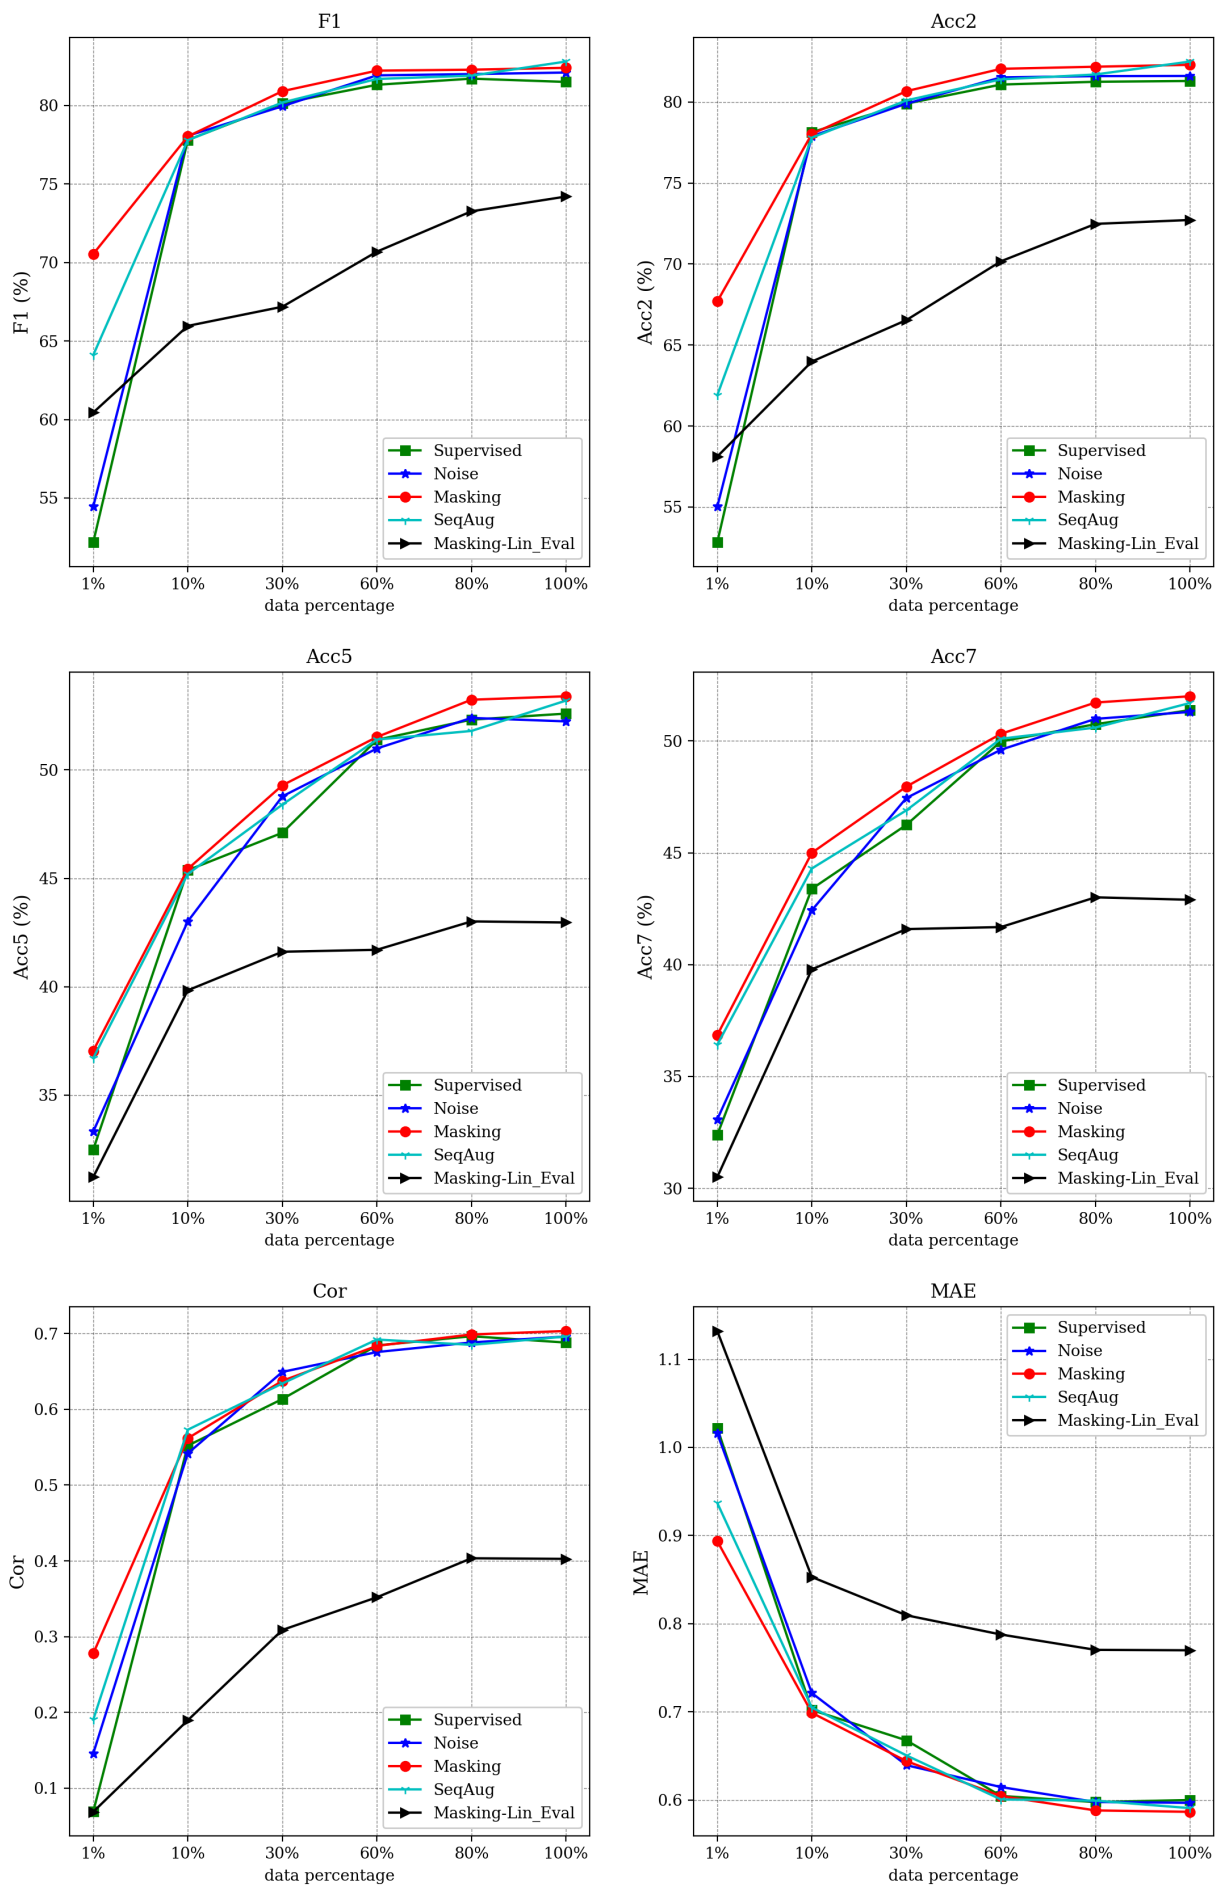 F1
F1 (%)
80
75
70
65
60
55
1% 10% 30% 60% 80% 100%
data percentage
Supervised
Noise
Masking
SeqAug
Masking-Lin_Eval
Acc2
Acc2 (%)
80
75
70
65
60
55
1% 10% 30% 60% 80% 100%
data percentage
Supervised
Noise
Masking
SeqAug
Masking-Lin_Eval
Acc5
Acc5 (%)
50
45
40
35
1% 10% 30% 60% 80% 100%
data percentage
Supervised
Noise
Masking
SeqAug
Masking-Lin_Eval
Acc7
Acc7 (%)
50
45
40
35
30
1% 10% 30% 60% 80% 100%
data percentage
Supervised
Noise
Masking
SeqAug
Masking-Lin_Eval
Cor
Cor
0.7
0.6
0.5
0.4
0.3
0.2
0.1
1% 10% 30% 60% 80% 100%
data percentage
Supervised
Noise
Masking
SeqAug
Masking-Lin_Eval
MAE
MAE
1.1
1.0
0.9
0.8
0.7
0.6
1% 10% 30% 60% 80% 100%
data percentage
Supervised
Noise
Masking
SeqAug
Masking-Lin_Eval